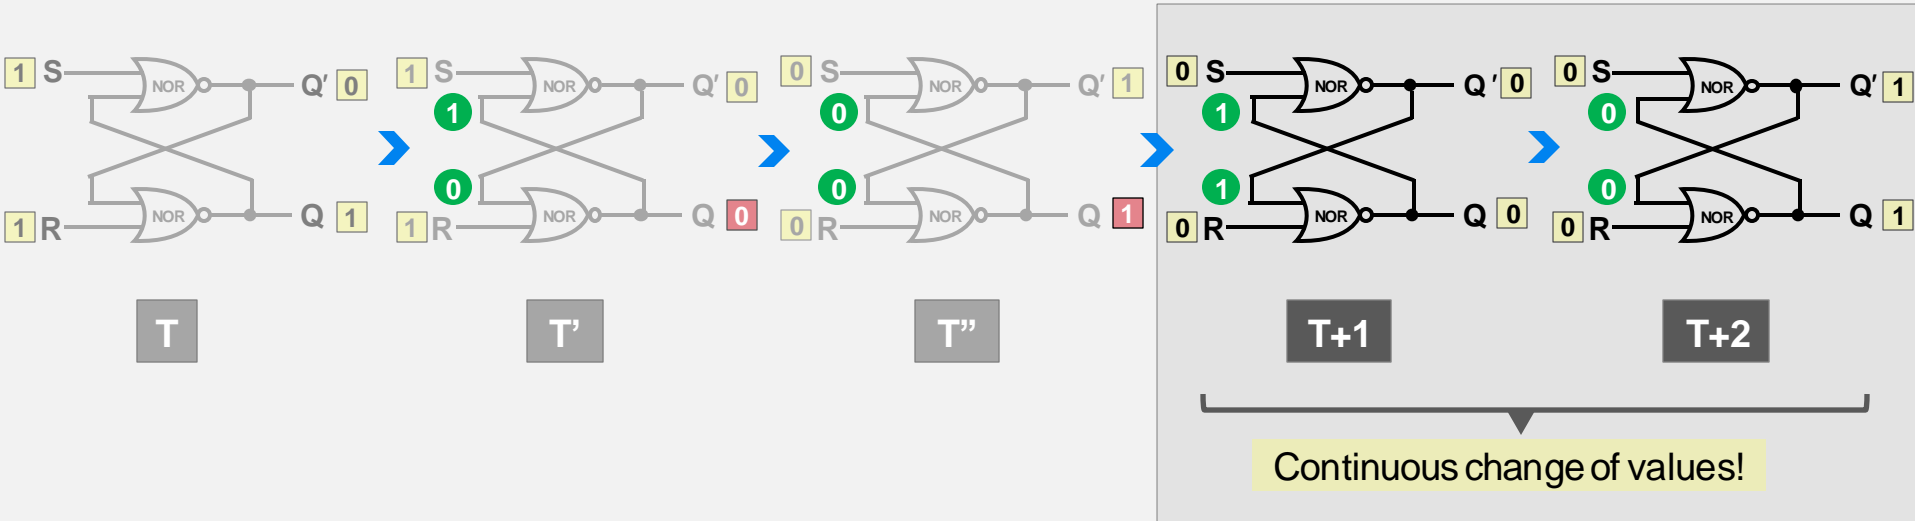 1 S NOR Q' 0
1 R NOR Q 1
T
1 S NOR Q' 0
1
0
1 R NOR Q 0
T’
0 S NOR Q' 1
0
0
0 R NOR Q 1
T”
0 S NOR Q ' 0
1
1
0 R NOR Q 0
T+1
0 S NOR Q' 1
0
0
0 R NOR Q 1
T+2
Continuous change of values!